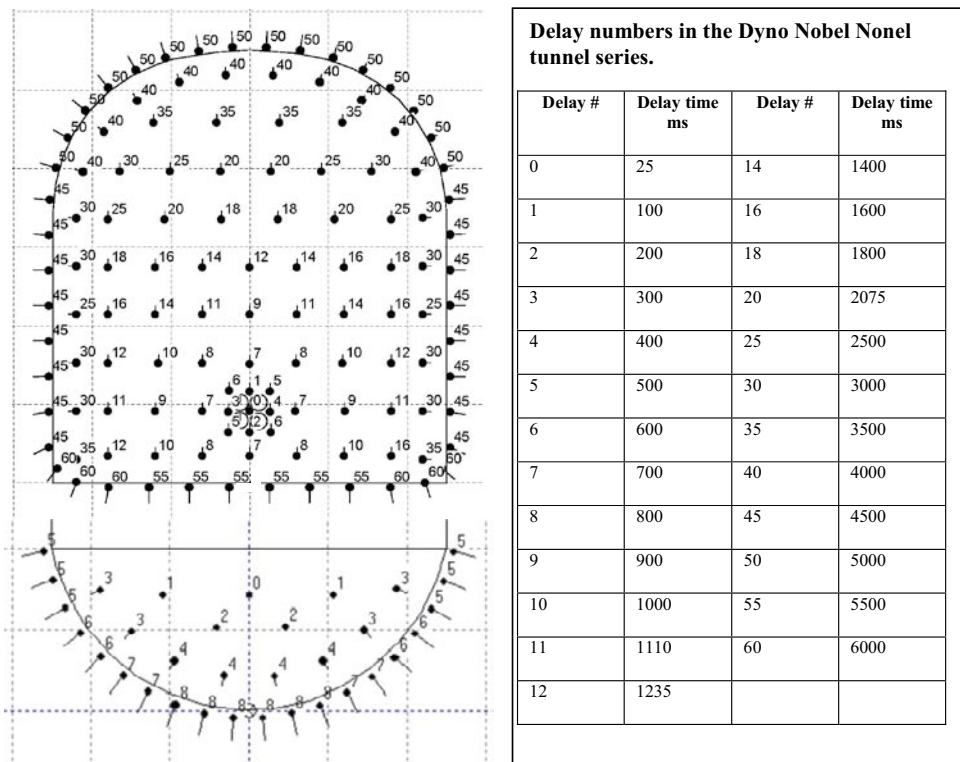 50 50 50 50
50 50 50
50 50
40 40 40 40
50 40 40 50
50 50
50 40 35 35 35 35 40 50
50 40 30 25 20 20 25 30 40 50
45 45
30 25 20 18 18 20 25 30
45 45
45 30 18 16 14 12 14 16 18 30 45
45 25 16 14 11 9 11 14 16 25 45
45 45
30 12 10 8 7 8 10 12 30
45 45
6 1 5
45 30 11 9 7 3 0 4 7 9 11 30 45
5 2 6
45 45
35 12 10 8 7 8 10 16 35
60 60
60 60 55 55 55 55 55 55 60 60
5 5
5 3 1 0 1 3 5
5 5
6 3 2 2 3 6
6 4 4 6
7 4 4 7
7 8 8 8 8 8 7
Delay numbers in the Dyno Nobel Nonel
tunnel series.
Delay # Delay time Delay # Delay time
ms ms
0 25 14 1400
1 100 16 1600
2 200 18 1800
3 300 20 2075
4 400 25 2500
5 500 30 3000
6 600 35 3500
7 700 40 4000
8 800 45 4500
9 900 50 5000
10 1000 55 5500
11 1110 60 6000
12 1235